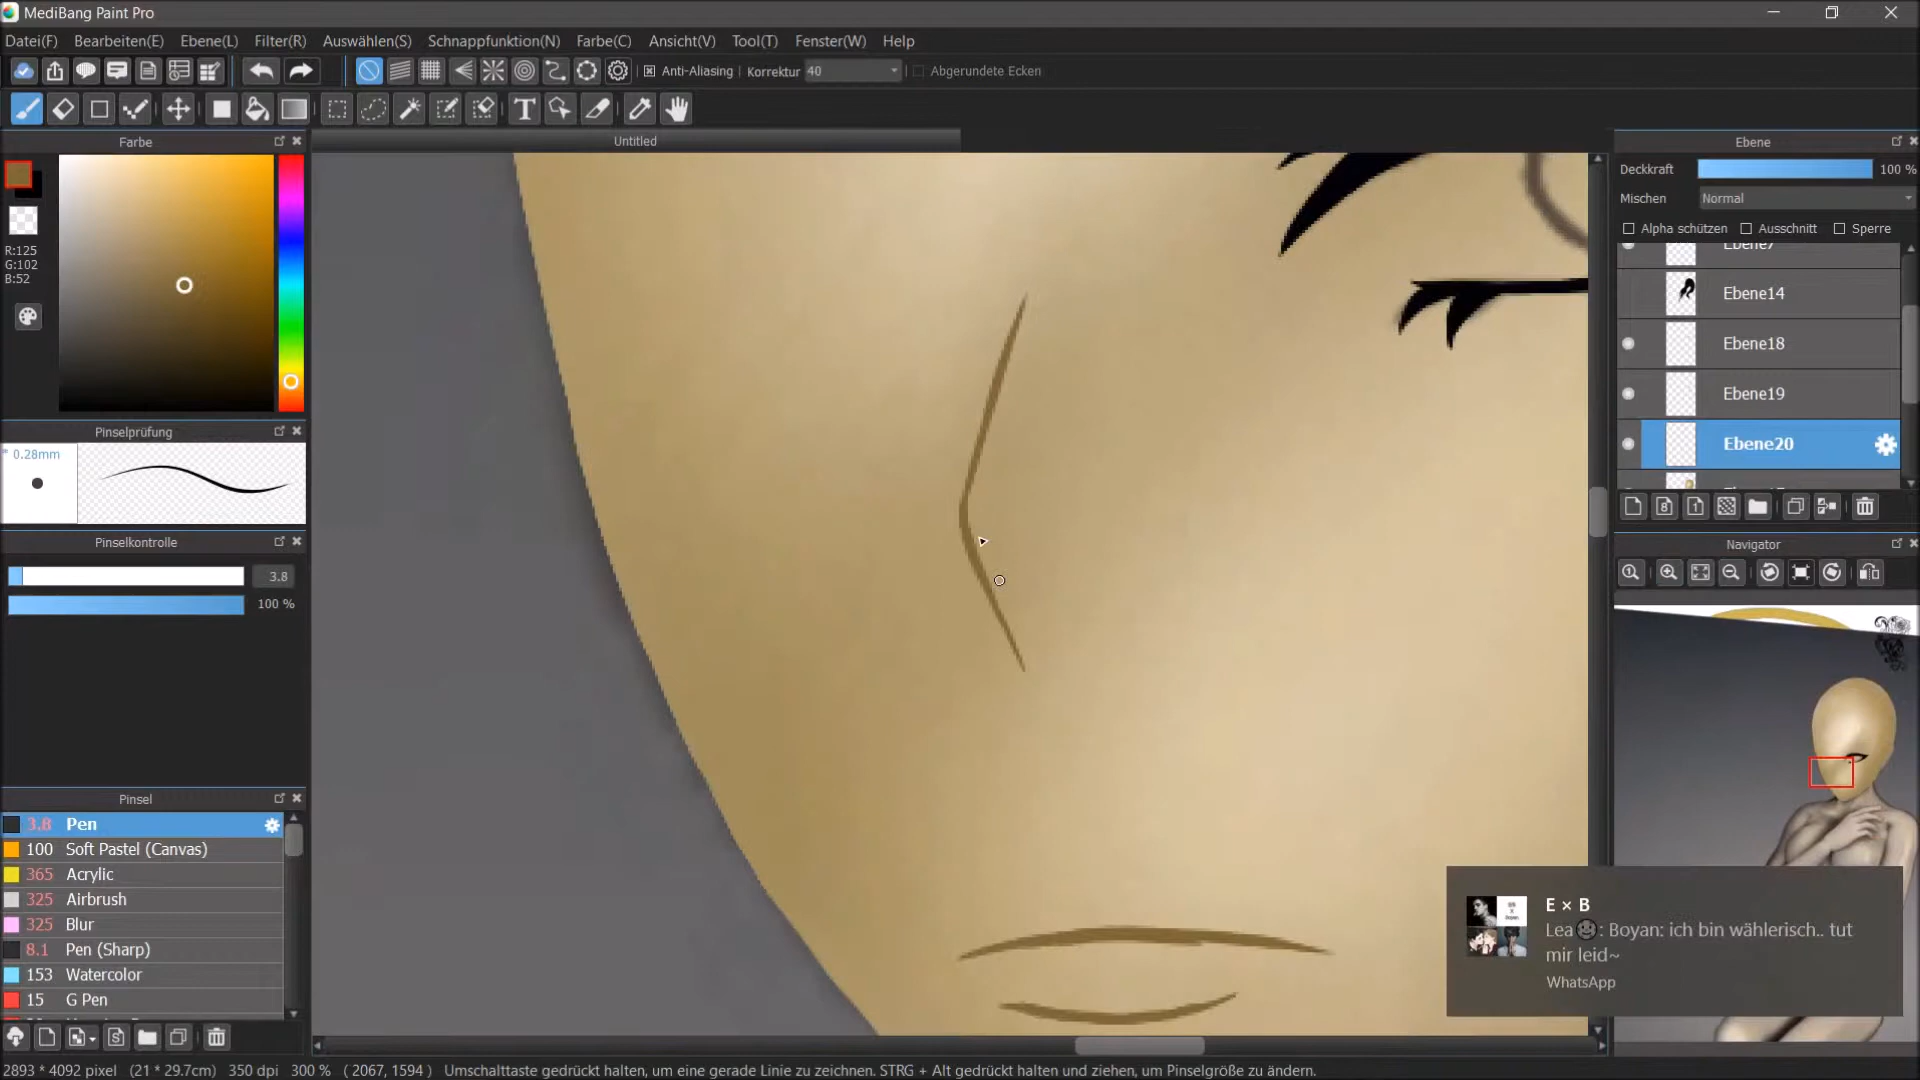 MediBang Paint Pro
Datei(F) Bearbeiten(E) Ebene(L) Filter(R) Auswählen(S) Schnappfunktion(N) Farbe(C) Ansicht(V) Tool(T) Fenster(W) Help
Anti-Aliasing Korrektur 40 Abgerundete Ecken
T
Farbe
Untitled
Ebene
Deckkraft 100 %
Mischen Normal
Alpha schützen Ausschnitt Sperre
R:125
G:102
B:52
Ebene7
Ebene14
Ebene18
Ebene19
Ebene20
Pinselprüfung
* 0.28mm
Pinselkontrolle
3.8
100 %
Navigator
Pinsel
3.8 Pen
100 Soft Pastel (Canvas)
365 Acrylic
325 Airbrush
325 Blur
8.1 Pen (Sharp)
153 Watercolor
15 G Pen
E × B
Lea: Boyan: ich bin wählerisch.. tut
mir leid~
WhatsApp
2893 * 4092 pixel (21 * 29.7cm) 350 dpi 300 % ( 2067, 1594 ) Umschalttaste gedrückt halten, um eine gerade Linie zu zeichnen. STRG + Alt gedrückt halten und ziehen, um Pinselgröße zu ändern.